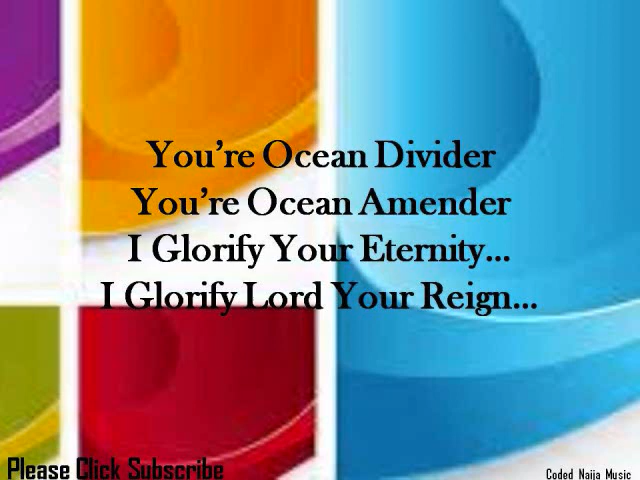 You’re Ocean Divider
You’re Ocean Amender
I Glorify Your Eternity...
I Glorify Lord Your Reign...
Please Click Subscribe
Coded Naija Music